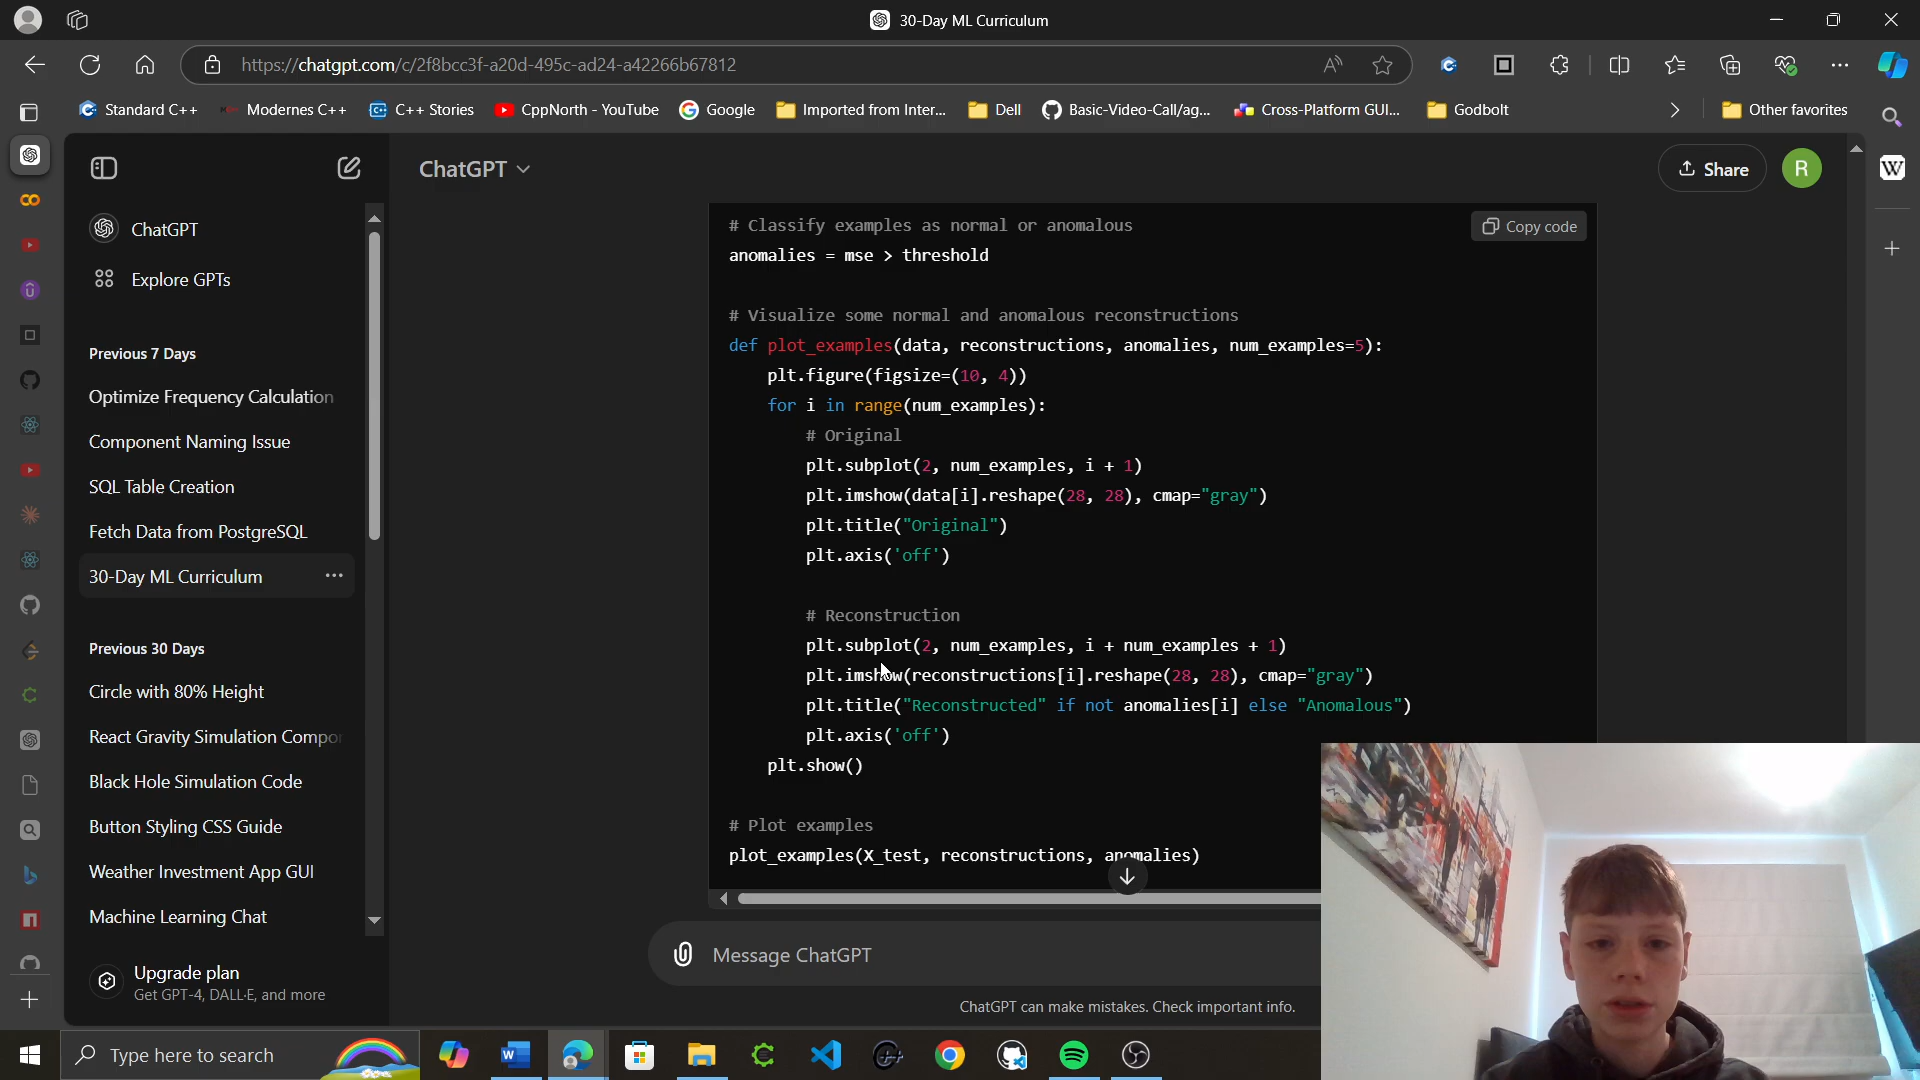 30-Day ML Curriculum
https://chatgpt.com/c/2f8bcc3f-a20d-495c-ad24-a42266b67812
Standard C++
Modernes C++
C++ Stories
CppNorth - YouTube
Google
Imported from Inter...
Dell
Basic-Video-Call/ag...
Cross-Platform GUI...
Godbolt
Other favorites
ChatGPT
Share
R
W
ChatGPT
Explore GPTs
Previous 7 Days
Optimize Frequency Calculation
Component Naming Issue
SQL Table Creation
Fetch Data from PostgreSQL
30-Day ML Curriculum
Previous 30 Days
Circle with 80% Height
React Gravity Simulation Compo
Black Hole Simulation Code
Button Styling CSS Guide
Weather Investment App GUI
Machine Learning Chat
Upgrade plan
Get GPT-4, DALL·E, and more
Copy code
# Classify examples as normal or anomalous
anomalies = mse > threshold
# Visualize some normal and anomalous reconstructions
def plot_examples(data, reconstructions, anomalies, num_examples=5):
plt.figure(figsize=(10, 4))
for i in range(num_examples):
# Original
plt.subplot(2, num_examples, i + 1)
plt.imshow(data[i].reshape(28, 28), cmap="gray")
plt.title("Original")
plt.axis('off')
# Reconstruction
plt.subplot(2, num_examples, i + num_examples + 1)
plt.imshow(reconstructions[i].reshape(28, 28), cmap="gray")
plt.title("Reconstructed" if not anomalies[i] else "Anomalous")
plt.axis('off')
plt.show()
# Plot examples
plot_examples(X_test, reconstructions, anomalies)
Message ChatGPT
ChatGPT can make mistakes. Check important info.
Type here to search